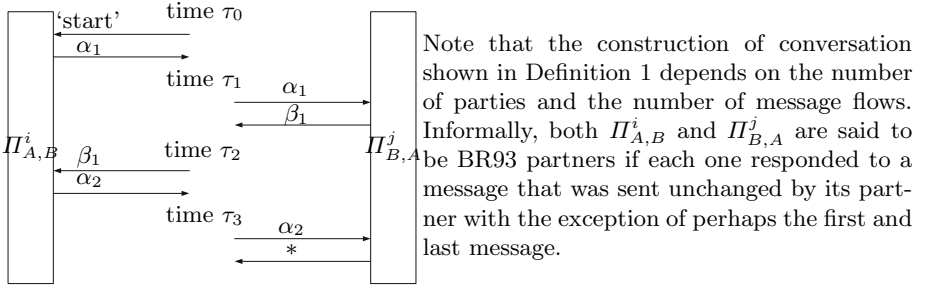 time τ0
'start'
α1
time τ1
α1
β1
Π^i_{A,B}
Π^j_{B,A}
time τ2
β1
α2
time τ3
α2
*
Note that the construction of conversation
shown in Definition 1 depends on the number
of parties and the number of message flows.
Informally, both Π^i_{A,B} and Π^j_{B,A} are said to
be BR93 partners if each one responded to a
message that was sent unchanged by its part-
ner with the exception of perhaps the first and
last message.